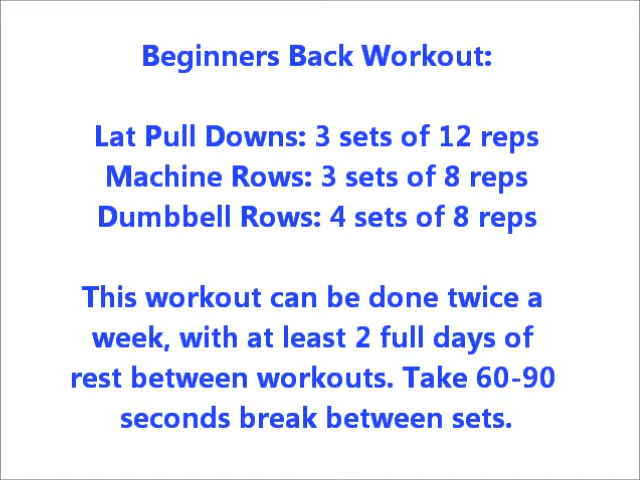 Beginners Back Workout:
Lat Pull Downs: 3 sets of 12 reps
Machine Rows: 3 sets of 8 reps
Dumbbell Rows: 4 sets of 8 reps
This workout can be done twice a
week, with at least 2 full days of
rest between workouts. Take 60-90
seconds break between sets.